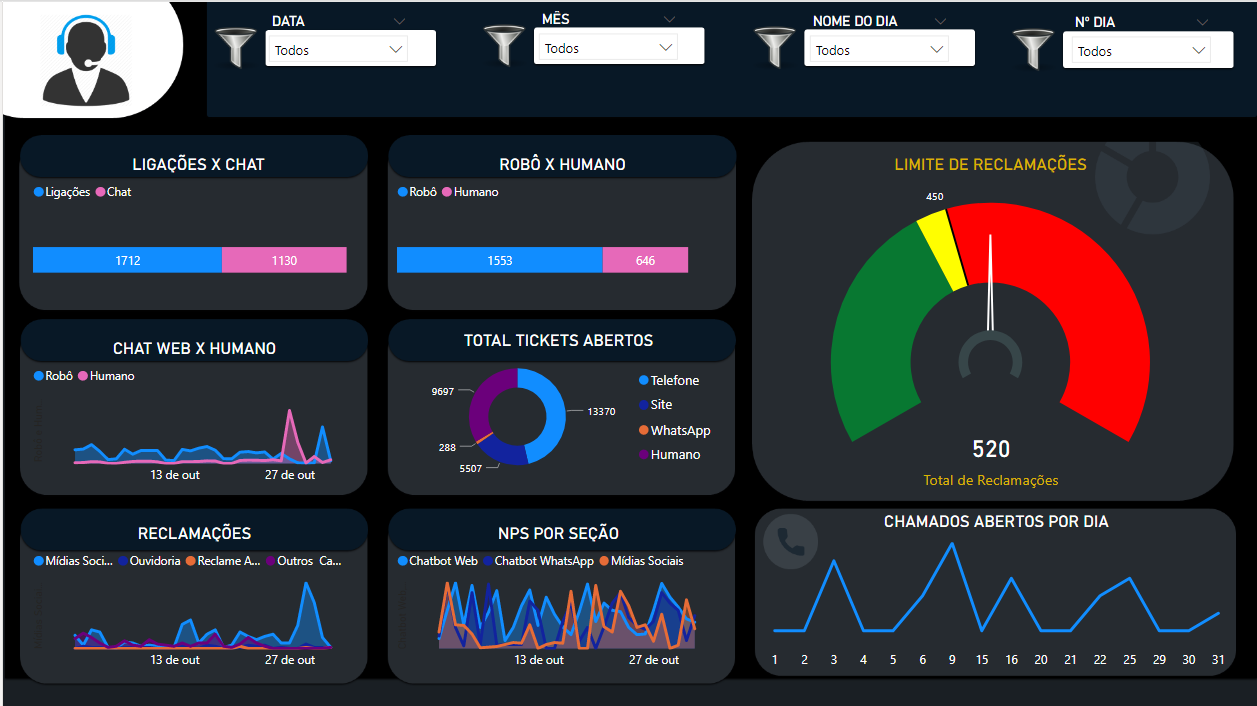 DATA
Todos
MÊS
Todos
NOME DO DIA
Todos
Nº DIA
Todos
LIGAÇÕES X CHAT
Ligações Chat
1712 1130
ROBÔ X HUMANO
Robô Humano
1553 646
LIMITE DE RECLAMAÇÕES
450
520
Total de Reclamações
CHAT WEB X HUMANO
Robô Humano
13 de out 27 de out
TOTAL TICKETS ABERTOS
9697
13370
288
5507
Telefone
Site
WhatsApp
Humano
RECLAMAÇÕES
Mídias Soci... Ouvidoria Reclame A... Outros Ca...
13 de out 27 de out
NPS POR SEÇÃO
Chatbot Web Chatbot WhatsApp Mídias Sociais
13 de out 27 de out
CHAMADOS ABERTOS POR DIA
1 2 3 4 5 6 9 15 16 20 21 22 25 29 30 31